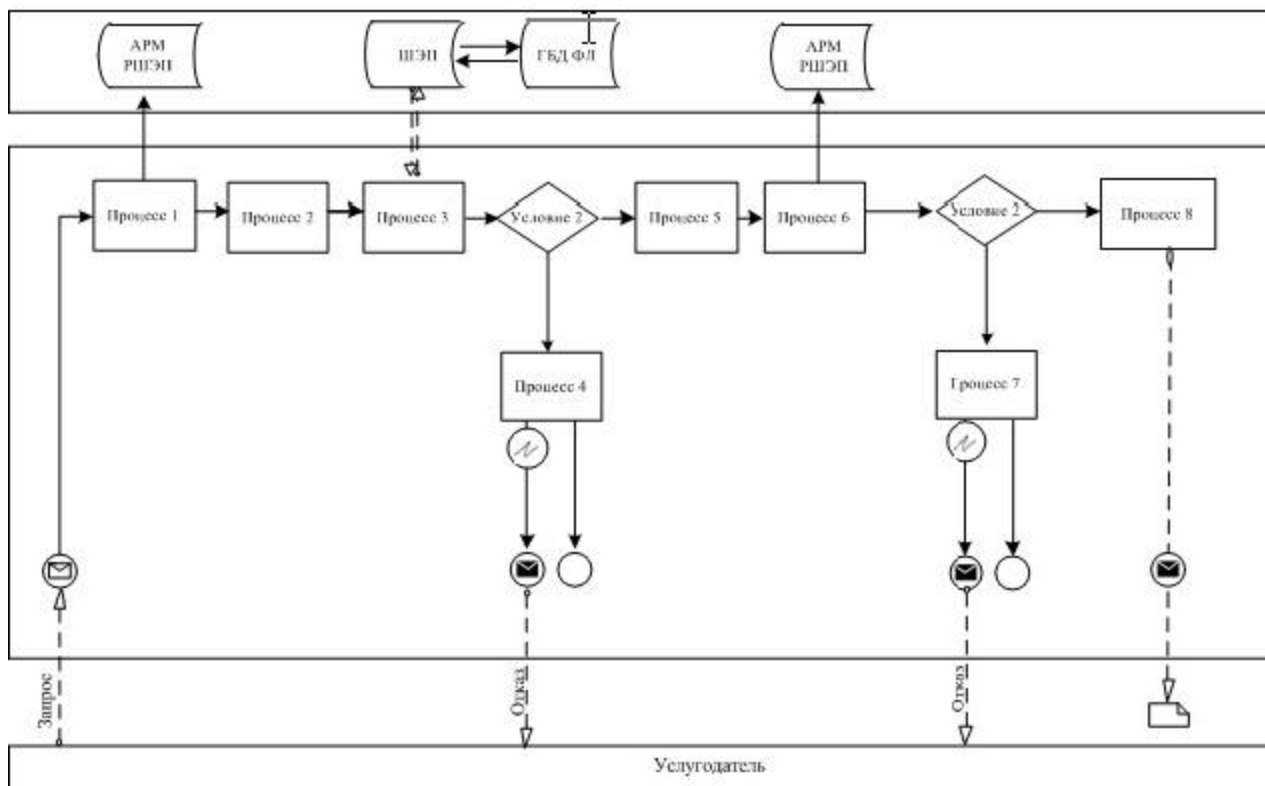 АРМ
РШЭП
ШЭП
ГБД ФЛ
АРМ
РШЭП
Процесс 1
Процесс 2
Процесс 3
Условие 2
Процесс 5
Процесс 6
Условие 2
Процесс 8
Процесс 4
Гроцесс 7
Запрос
Отказ
Отказ
Услугодатель